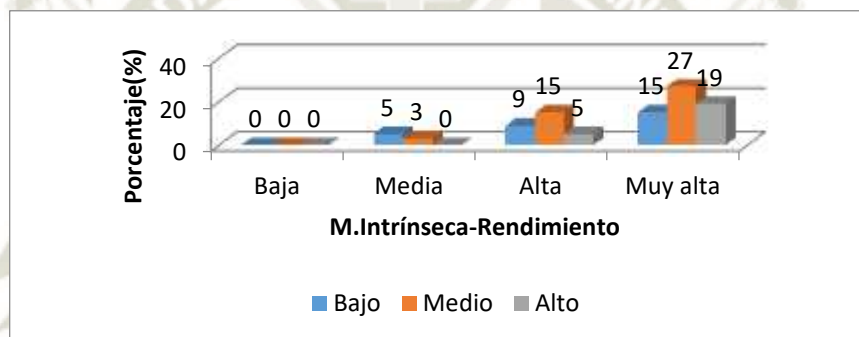 Porcentaje(%)
40
20
0
0 0 0
5 3 0
9 15 5
15 27 19
Baja Media Alta Muy alta
M.Intrínseca-Rendimiento
Bajo Medio Alto